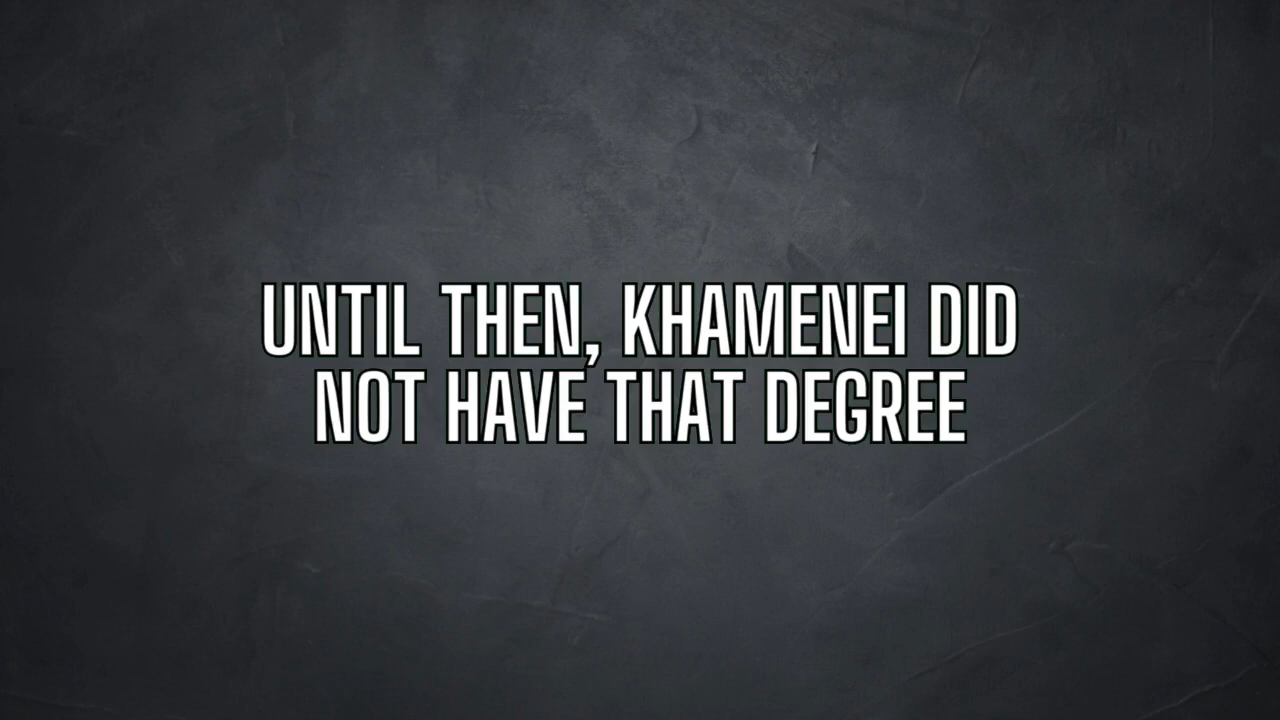 UNTIL THEN, KHAMENEI DID
NOT HAVE THAT DEGREE